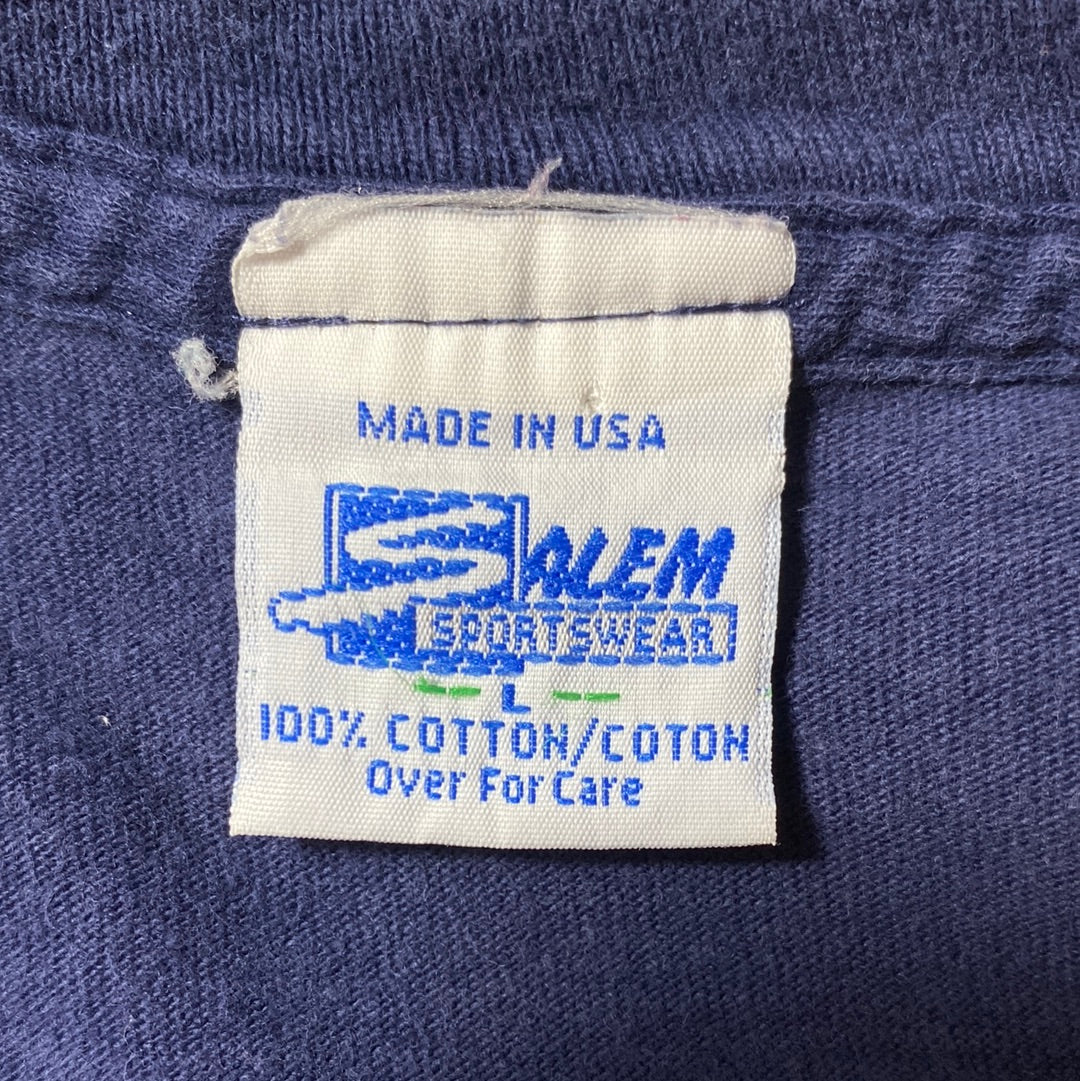 MADE IN USA
SALEM
SPORTSWEAR
-- L --
100% COTTON/COTON
Over For Care